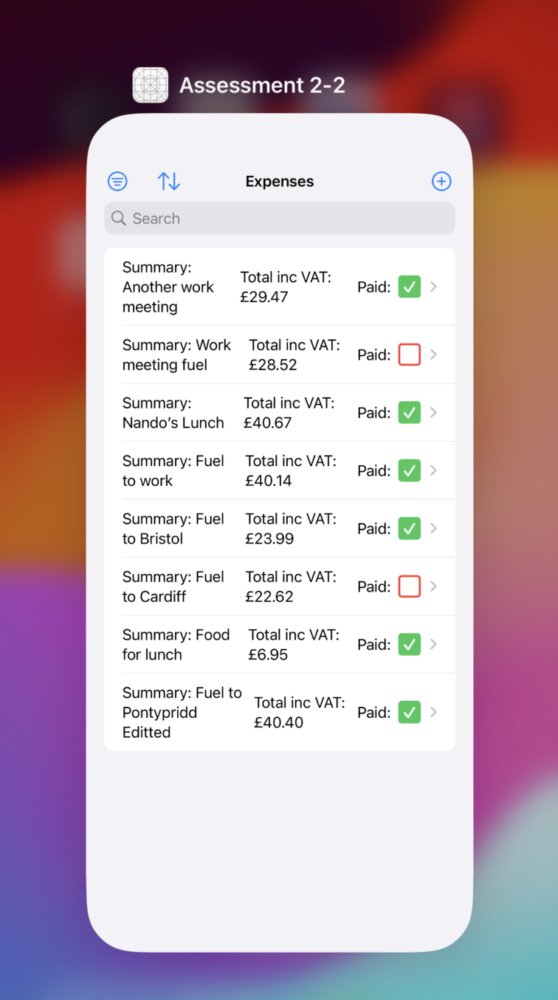 Assessment 2-2
Expenses
Search
Summary:
Another work
meeting
Total inc VAT:
£29.47
Paid:
Summary: Work
meeting fuel
Total inc VAT:
£28.52
Paid:
Summary:
Nando’s Lunch
Total inc VAT:
£40.67
Paid:
Summary: Fuel
to work
Total inc VAT:
£40.14
Paid:
Summary: Fuel
to Bristol
Total inc VAT:
£23.99
Paid:
Summary: Fuel
to Cardiff
Total inc VAT:
£22.62
Paid:
Summary: Food
for lunch
Total inc VAT:
£6.95
Paid:
Summary: Fuel to
Pontypridd
Editted
Total inc VAT:
£40.40
Paid: